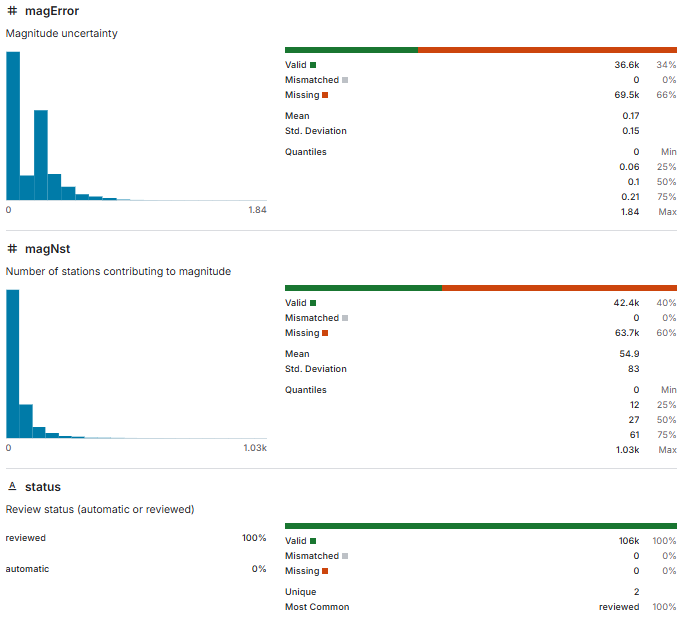 # magError
Magnitude uncertainty
0 1.84
Valid 36.6k 34%
Mismatched 0 0%
Missing 69.5k 66%
Mean 0.17
Std. Deviation 0.15
Quantiles 0 Min
0.06 25%
0.1 50%
0.21 75%
1.84 Max
# magNst
Number of stations contributing to magnitude
0 1.03k
Valid 42.4k 40%
Mismatched 0 0%
Missing 63.7k 60%
Mean 54.9
Std. Deviation 83
Quantiles 0 Min
12 25%
27 50%
61 75%
1.03k Max
A status
Review status (automatic or reviewed)
reviewed 100%
automatic 0%
Valid 106k 100%
Mismatched 0 0%
Missing 0 0%
Unique 2
Most Common reviewed 100%